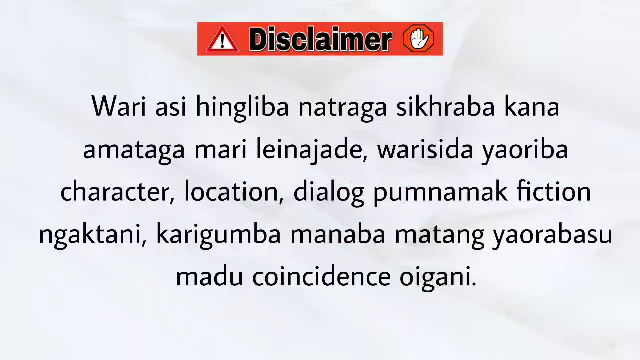 Disclaimer
Wari asi hingliba natraga sikhraba kana
amataga mari leinajade, warisida yaoriba
character, location, dialog pumnamak fiction
ngaktani, karigumba manaba matang yaorabasu
madu coincidence oigani.